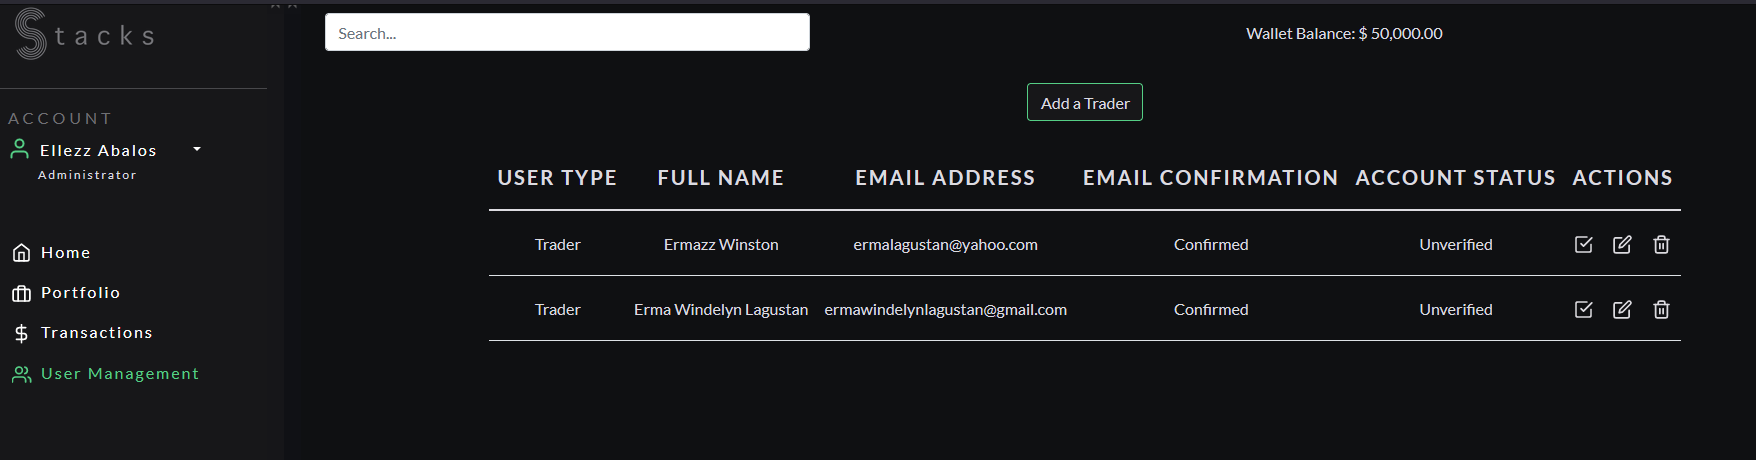 Stacks
Search...
Wallet Balance: $ 50,000.00
Add a Trader
ACCOUNT
Ellezz Abalos
Administrator
Home
Portfolio
Transactions
User Management
USER TYPE FULL NAME EMAIL ADDRESS EMAIL CONFIRMATION ACCOUNT STATUS ACTIONS
Trader Ermazz Winston ermalagustan@yahoo.com Confirmed Unverified
Trader Erma Windelyn Lagustan ermawindelynlagustan@gmail.com Confirmed Unverified